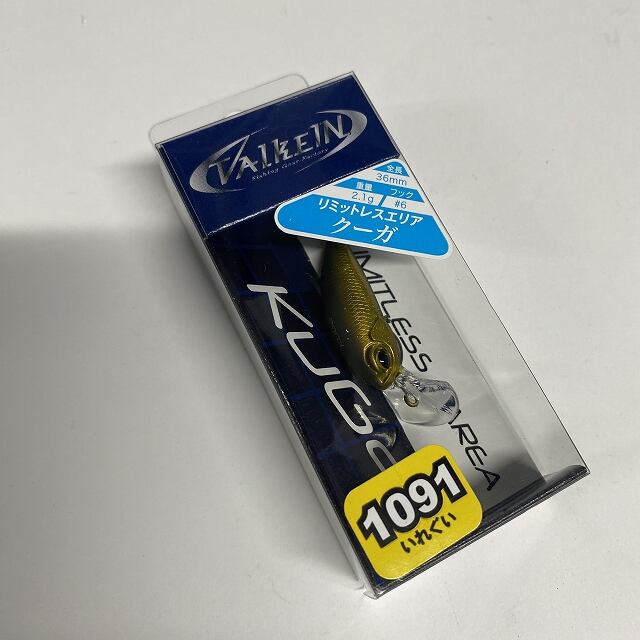 VALKEIN
Fishing Gear Factory
全長
36mm
重量
2.1g
フック
#6
リミットレスエリア
クーガ
LIMITLESS AREA
KUGA
1091
いれぐい